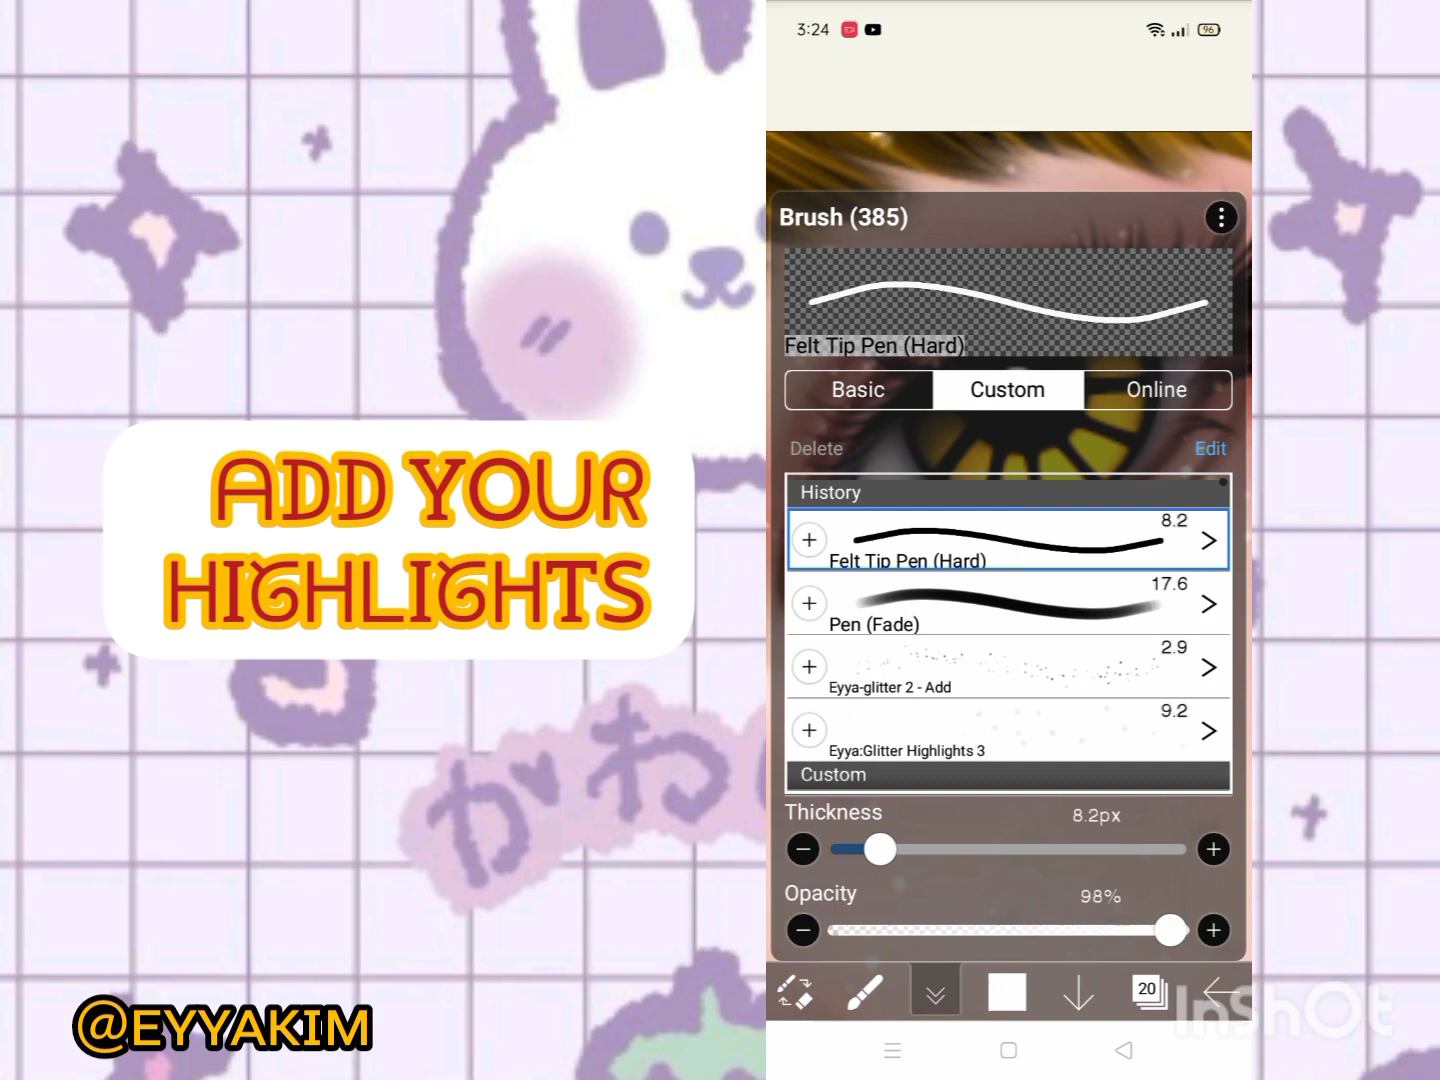 ADD YOUR
HIGHLIGHTS
かわ
@EYYAKIM
3:24
96
Brush (385)
Felt Tip Pen (Hard)
Basic
Custom
Online
Delete
Edit
History
8.2
Felt Tip Pen (Hard)
17.6
Pen (Fade)
2.9
Eyya-glitter 2 - Add
9.2
Eyya:Glitter Highlights 3
Custom
Thickness
8.2px
Opacity
98%
20
InShOt